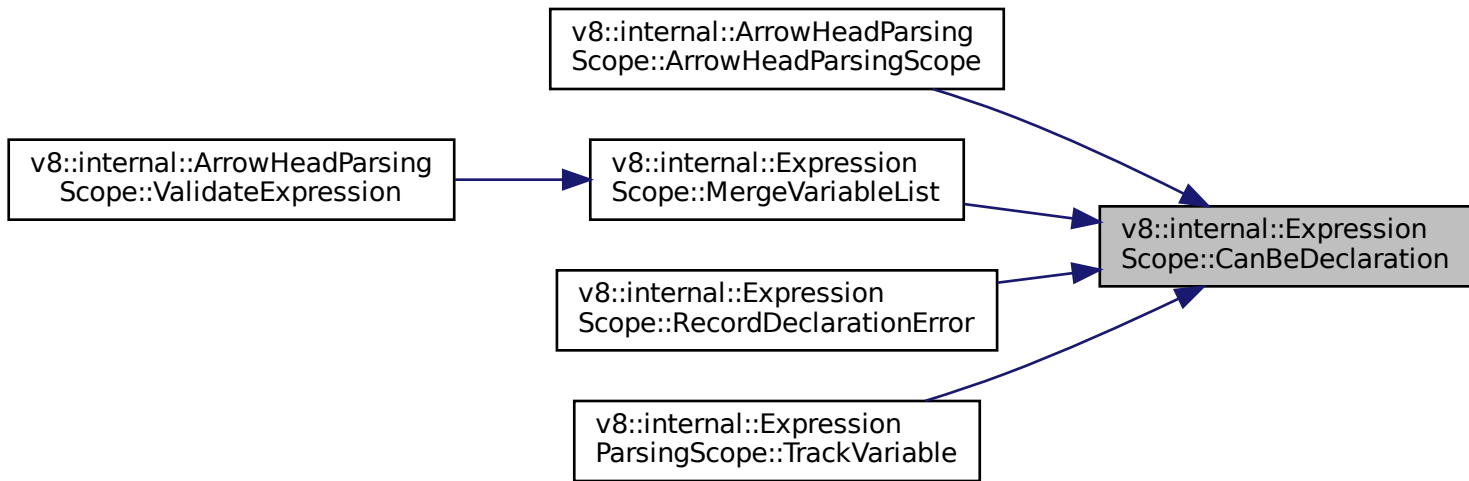 v8::internal::ArrowHeadParsing
Scope::ArrowHeadParsingScope
v8::internal::ArrowHeadParsing
Scope::ValidateExpression
v8::internal::Expression
Scope::MergeVariableList
v8::internal::Expression
Scope::CanBeDeclaration
v8::internal::Expression
Scope::RecordDeclarationError
v8::internal::Expression
ParsingScope::TrackVariable